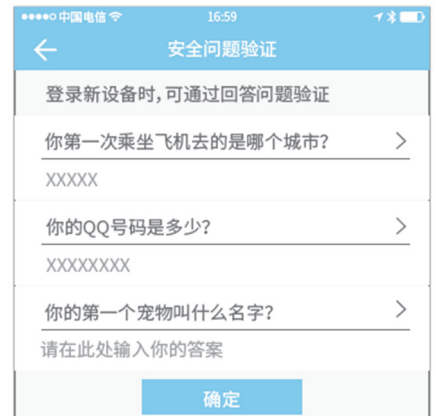 中国电信 16:59
安全问题验证
登录新设备时,可通过回答问题验证
你第一次乘坐飞机去的是哪个城市?
XXXXX
你的QQ号码是多少?
XXXXXXXX
你的第一个宠物叫什么名字?
请在此处输入你的答案
确定